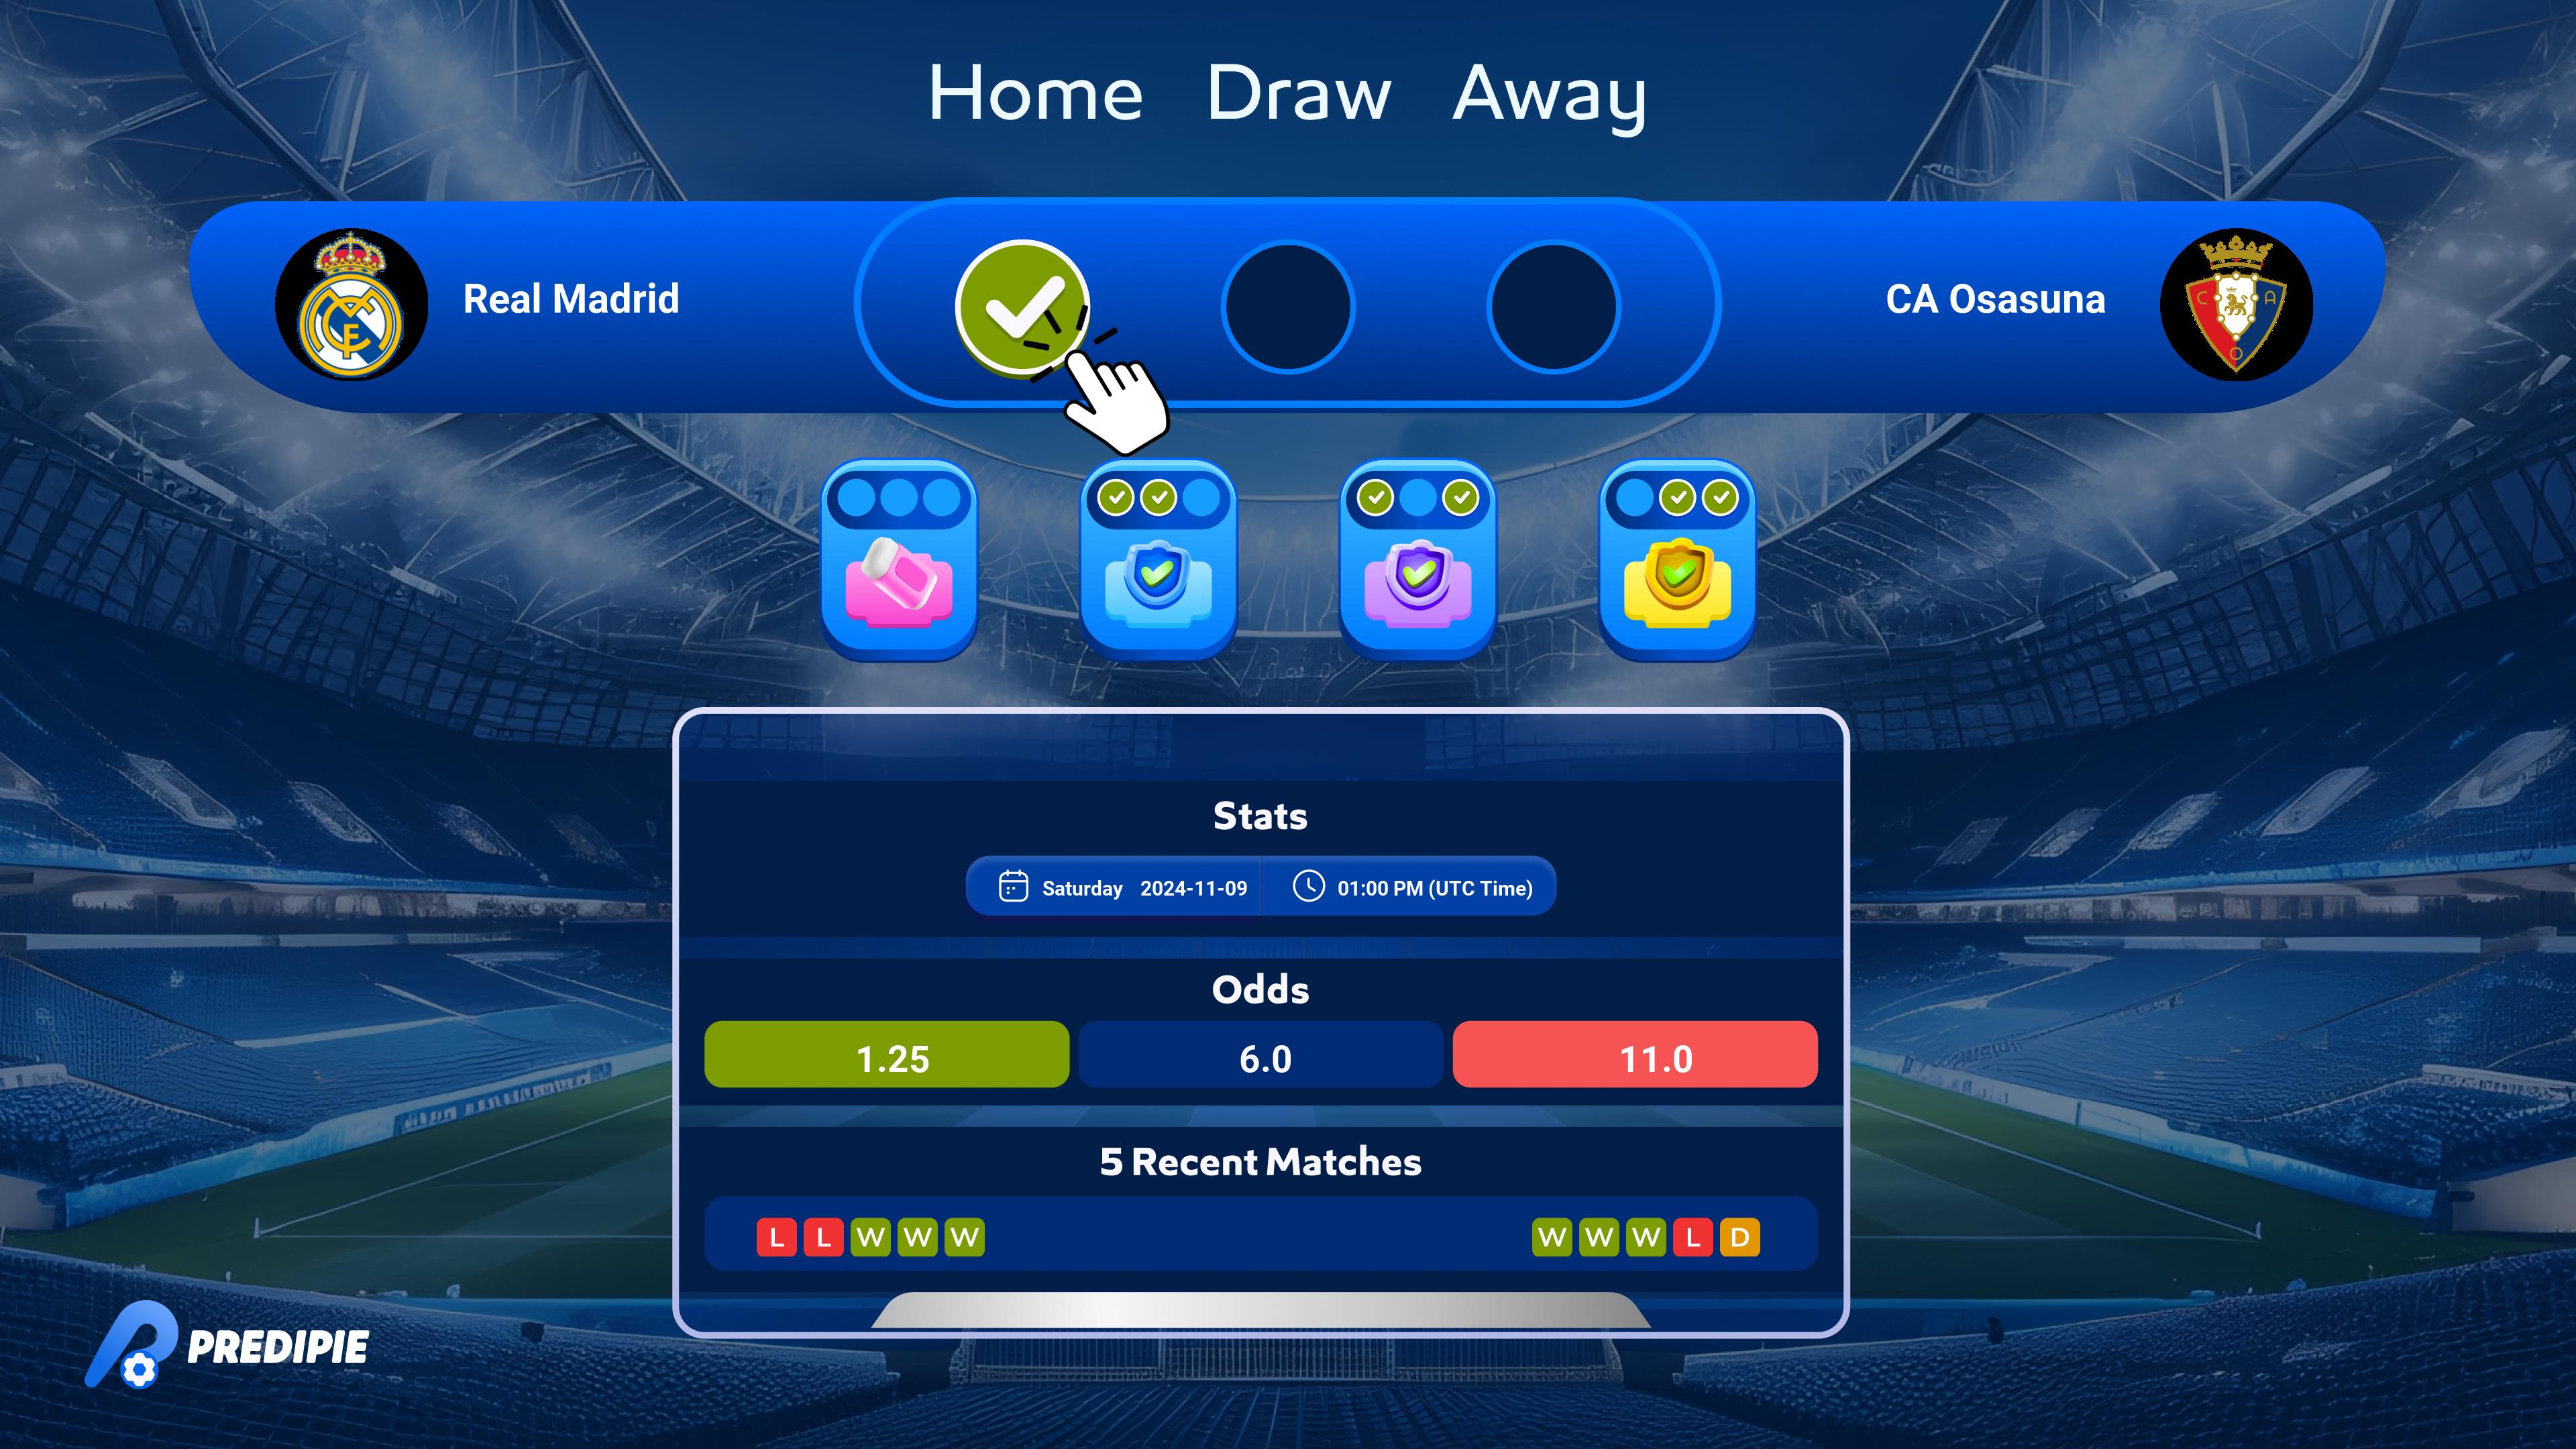 Home Draw Away
Real Madrid
CA Osasuna
Stats
Saturday 2024-11-09 01:00 PM (UTC Time)
Odds
1.25 6.0 11.0
5 Recent Matches
L L W W W W W W L D
PREDIPIE